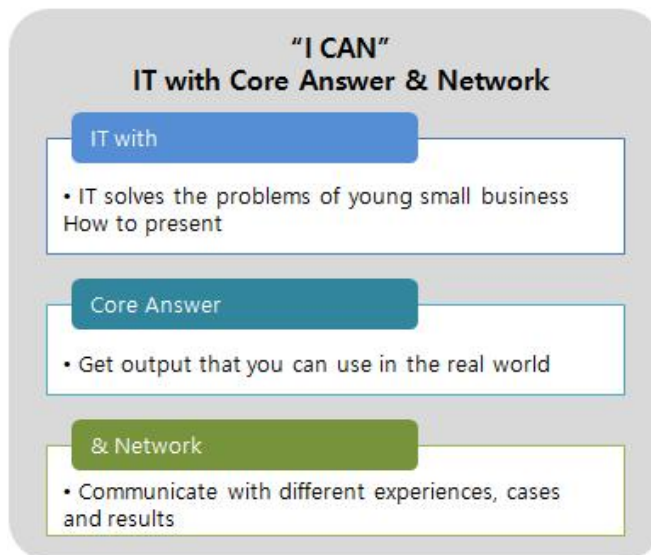 “I CAN”
IT with Core Answer & Network
IT with
• IT solves the problems of young small business
How to present
Core Answer
• Get output that you can use in the real world
& Network
• Communicate with different experiences, cases
and results